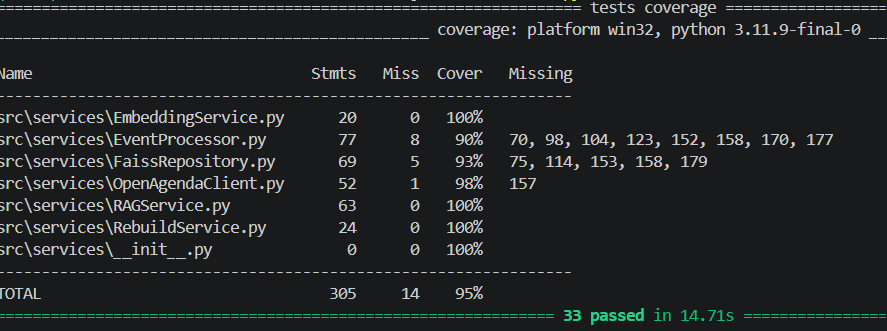 ================================================================ tests coverage ==================
_______________________________________________ coverage: platform win32, python 3.11.9-final-0 __
Name                               Stmts   Miss  Cover   Missing
----------------------------------------------------------------
src\services\EmbeddingService.py      20      0   100%
src\services\EventProcessor.py        77      8    90%   70, 98, 104, 123, 152, 158, 170, 177
src\services\FaissRepository.py       69      5    93%   75, 114, 153, 158, 179
src\services\OpenAgendaClient.py      52      1    98%   157
src\services\RAGService.py            63      0   100%
src\services\RebuildService.py        24      0   100%
src\services\__init__.py               0      0   100%
----------------------------------------------------------------
TOTAL                                305     14    95%
============================================================== 33 passed in 14.71s ================